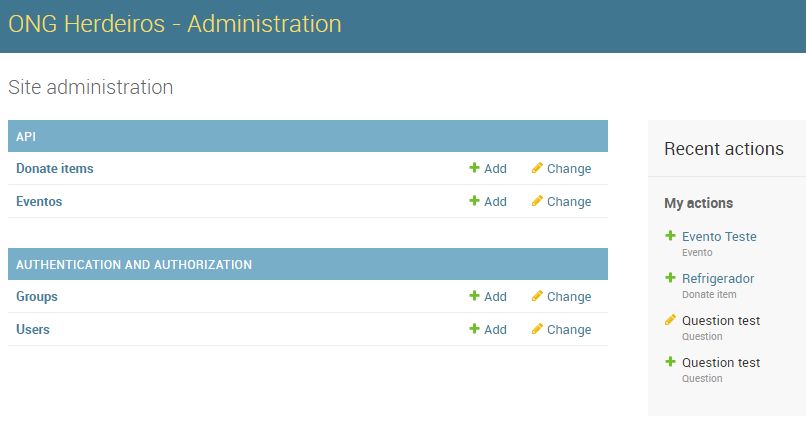 ONG Herdeiros - Administration
Site administration
API
Donate items Add Change
Eventos Add Change
AUTHENTICATION AND AUTHORIZATION
Groups Add Change
Users Add Change
Recent actions
My actions
Evento Teste
Evento
Refrigerador
Donate item
Question test
Question
Question test
Question